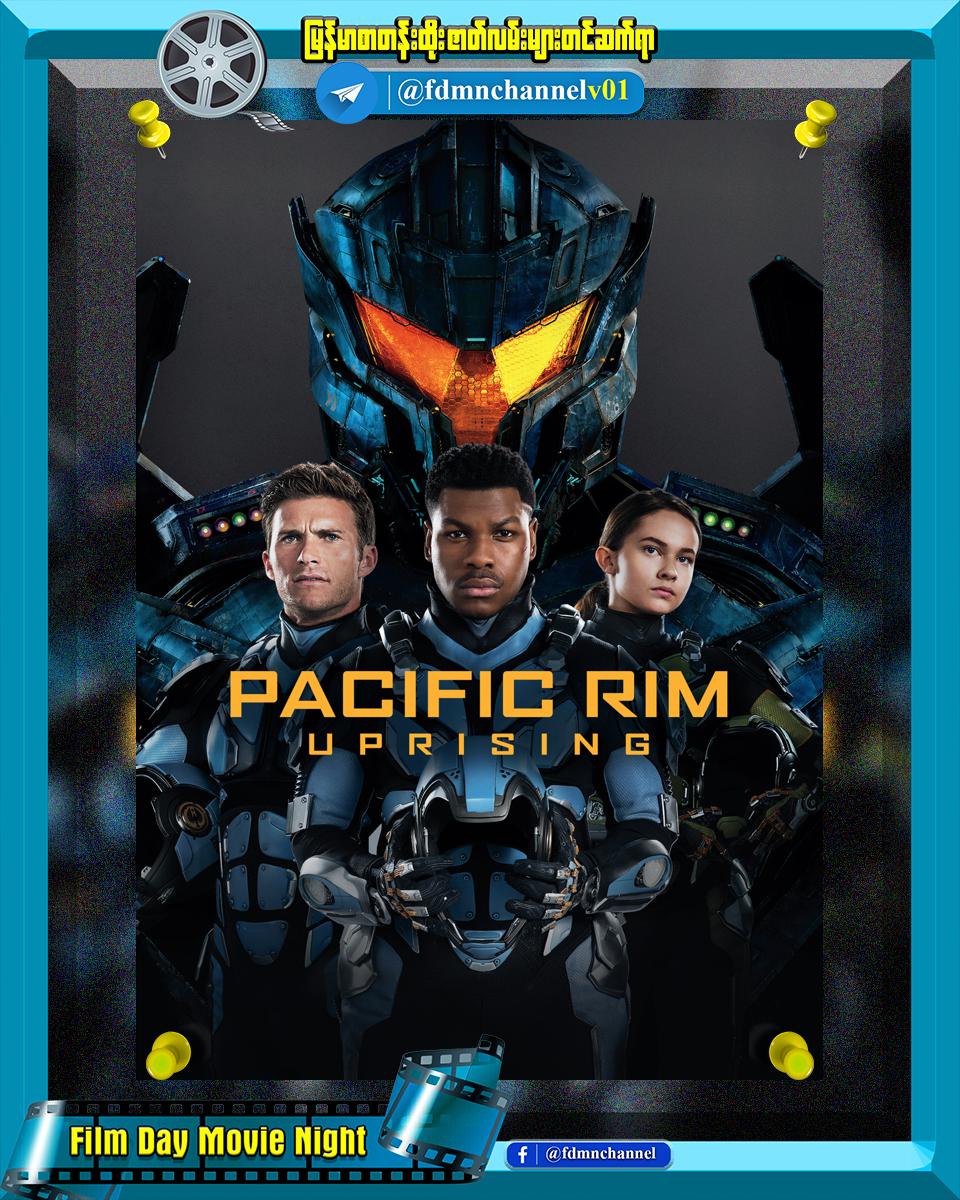 မြန်မာစာတန်းထိုးဇာတ်လမ်းများတင်ဆက်ရာ
@fdmnchannelv01
PACIFIC RIM
UPRISING
Film Day Movie Night
@fdmnchannel